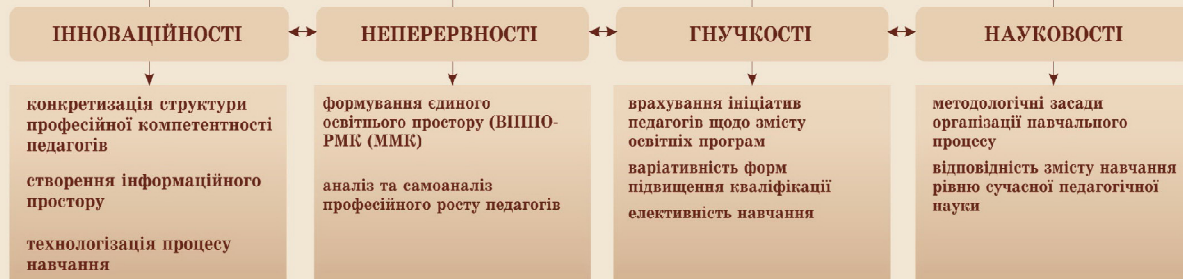 ІННОВАЦІЙНОСТІ
НЕПЕРЕРВНОСТІ
ГНУЧКОСТІ
НАУКОВОСТІ
конкретизація структури
професійної компетентності
педагогів
створення інформаційного
простору
технологізація процесу
навчання
формування єдиного
освітнього простору (ВІППО-
РМК (ММК)
аналіз та самоаналіз
професійного росту педагогів
врахування ініціатив
педагогів щодо змісту
освітніх програм
варіативність форм
підвищення кваліфікації
елективність навчання
методологічні засади
організації навчального
процесу
відповідність змісту навчання
рівню сучасної педагогічної
науки